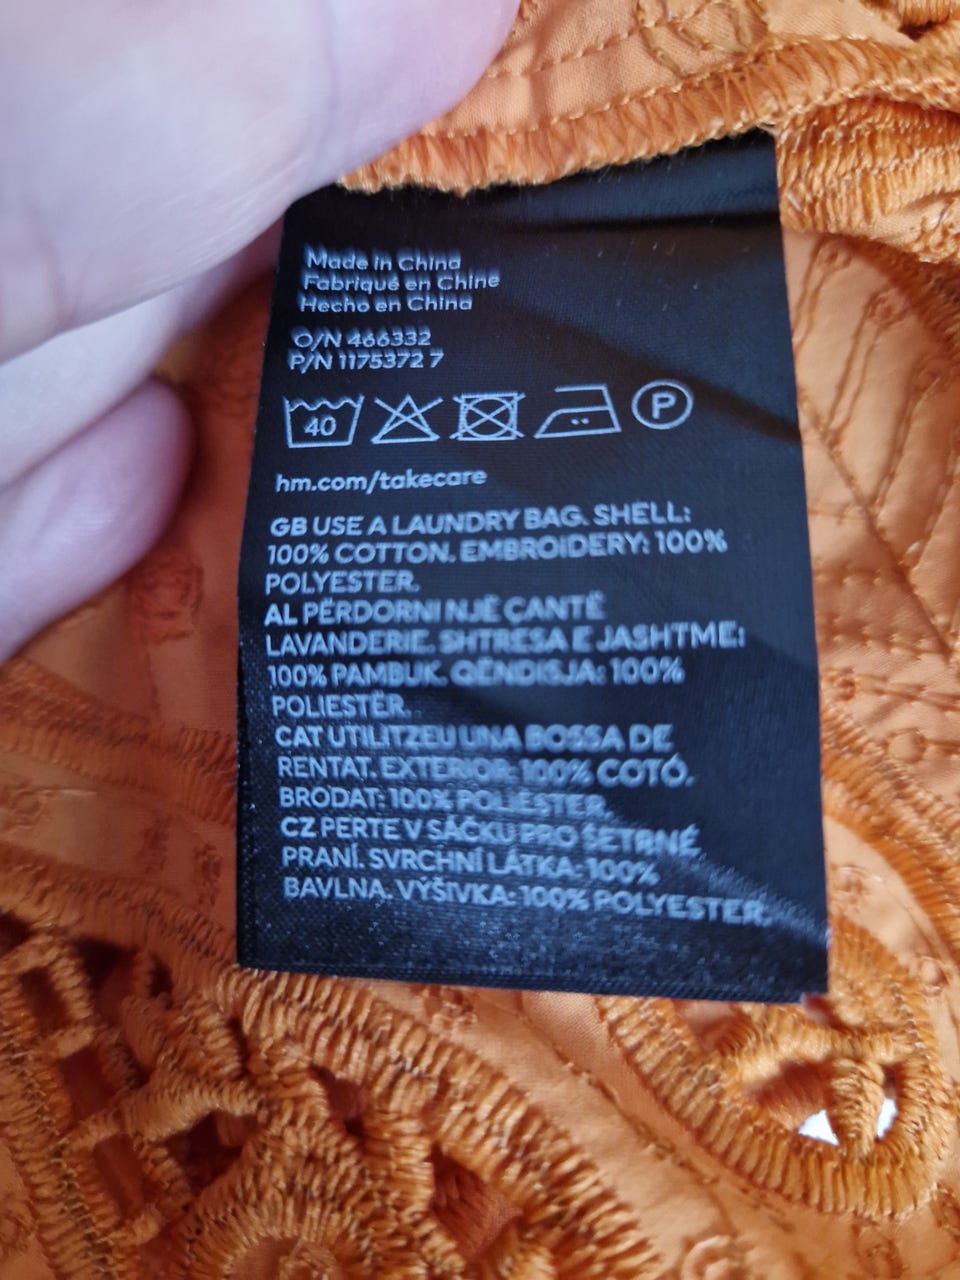 Made in China
Fabriqué en Chine
Hecho en China
O/N 466332
P/N 1175372 7
40 P
hm.com/takecare
GB USE A LAUNDRY BAG. SHELL:
100% COTTON. EMBROIDERY: 100%
POLYESTER.
AL PËRDORNI NJË ÇANTË
LAVANDERIE. SHTRESA E JASHTME:
100% PAMBUK. QËNDISJA: 100%
POLIESTËR.
CAT UTILITZEU UNA BOSSA DE
RENTAT. EXTERIOR: 100% COTÓ.
BRODAT: 100% POLIÈSTER.
CZ PERTE V SÁČKU PRO ŠETRNÉ
PRANÍ. SVRCHNÍ LÁTKA: 100%
BAVLNA. VÝŠIVKA: 100% POLYESTER.